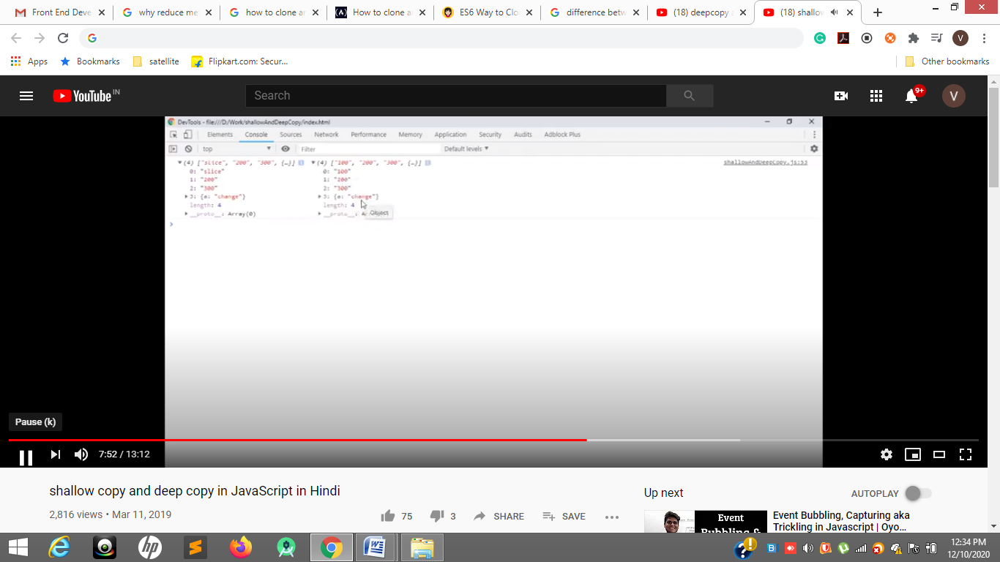 Front End Deve
why reduce me
how to clone an
How to clone an
ES6 Way to Clo
difference betw
(18) deepcopy a
(18) shallow
Apps
Bookmarks
satellite
Flipkart.com: Secur...
Other bookmarks
YouTube IN
Search
9+
V
DevTools - file:///D:/Work/shallowAndDeepCopy/index.html
Elements Console Sources Network Performance Memory Application Security Audits Adblock Plus
top Filter Default levels
(4) ["slice", "200", "300", {…}] (4) ["100", "200", "300", {…}] shallowAndDeepCopy.js:53
0: "slice" 0: "100"
1: "200" 1: "200"
2: "300" 2: "300"
3: {a: "change"} 3: {a: "change"}
length: 4 length: 4
__proto__: Array(0) __proto__:
Object
Pause (k)
7:52 / 13:12
shallow copy and deep copy in JavaScript in Hindi
2,816 views • Mar 11, 2019
75 3 SHARE SAVE
Up next AUTOPLAY
Event
Bubbling &
Event Bubbling, Capturing aka
Trickling in Javascript | Oyo...
12:34 PM
12/10/2020